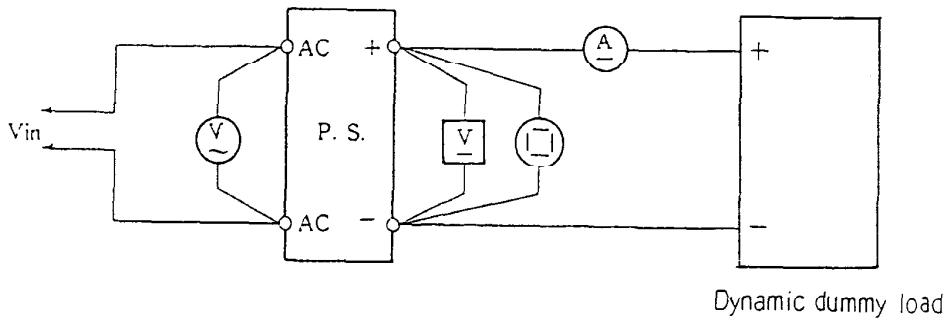 AC
+
A
+
Vin
V
~
P. S.
V
AC
−
−
Dynamic dummy load